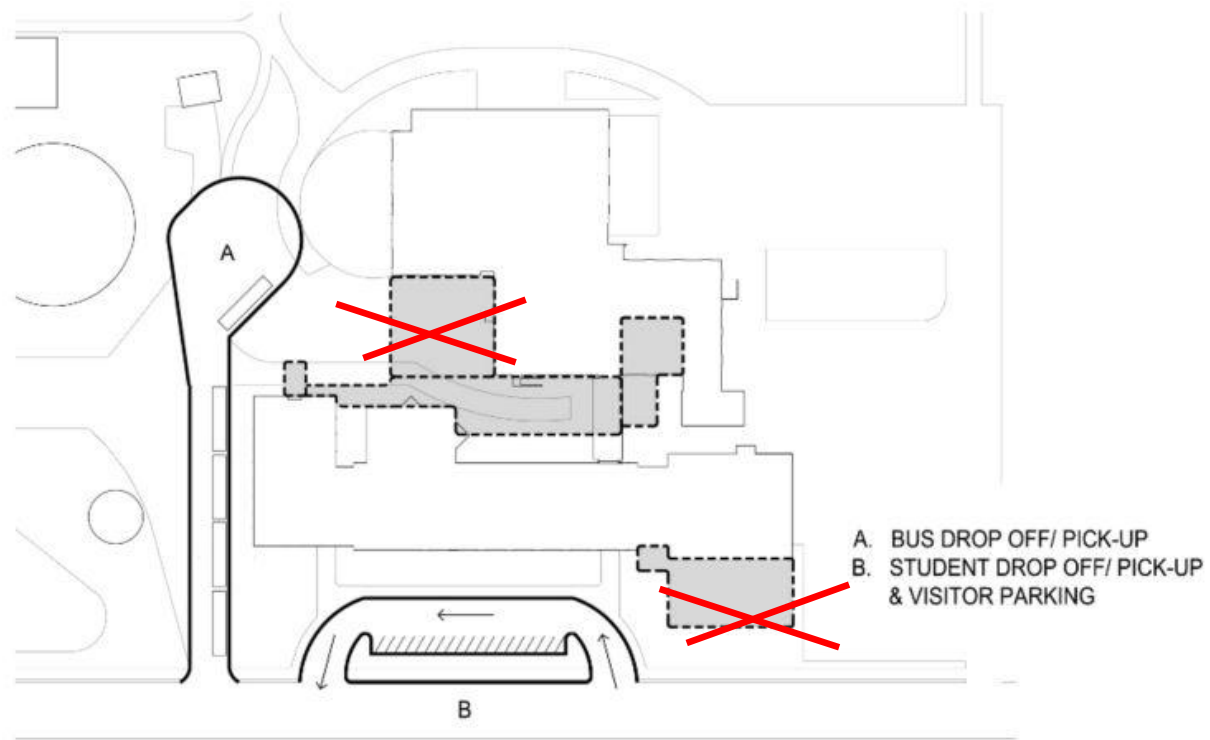 A
A. BUS DROP OFF/ PICK-UP
B. STUDENT DROP OFF/ PICK-UP
& VISITOR PARKING
B